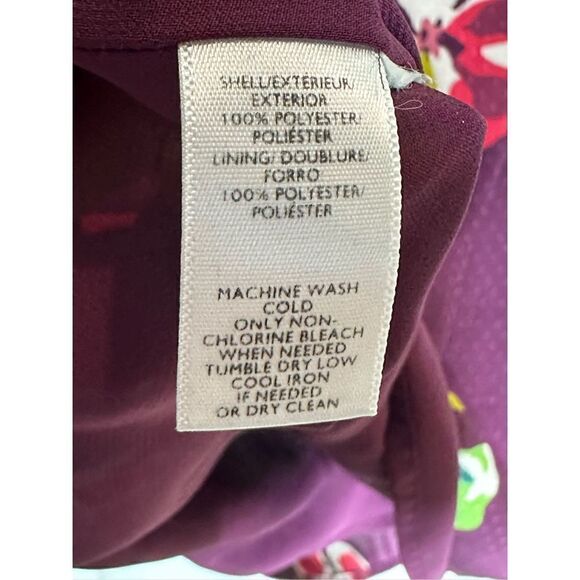 SHELL/EXTÉRIEUR/
EXTERIOR
100% POLYESTER/
POLIÉSTER
LINING/ DOUBLURE/
FORRO
100% POLYESTER/
POLIÉSTER
MACHINE WASH
COLD
ONLY NON-
CHLORINE BLEACH
WHEN NEEDED
TUMBLE DRY LOW
COOL IRON
IF NEEDED
OR DRY CLEAN